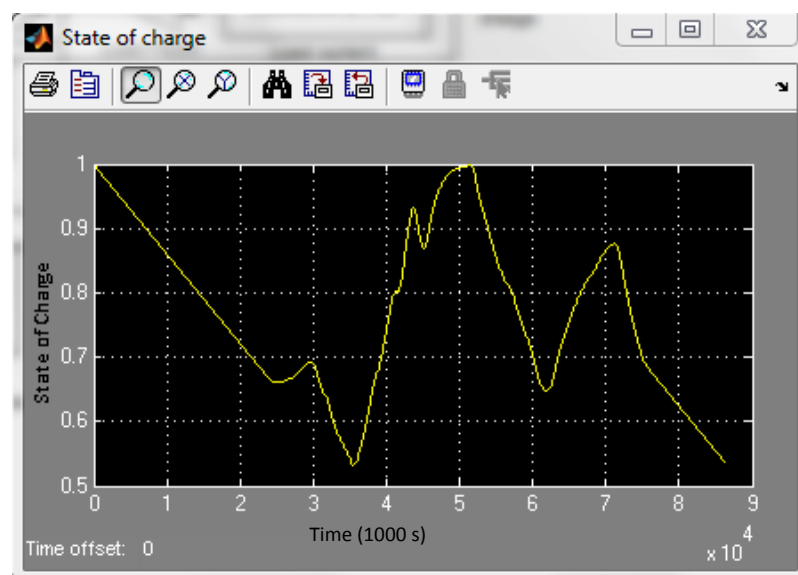 State of charge
1
0.9
0.8
0.7
0.6
0.5
State of Charge
0 1 2 3 4 5 6 7 8 9
Time (1000 s)
x 10^4
Time offset: 0